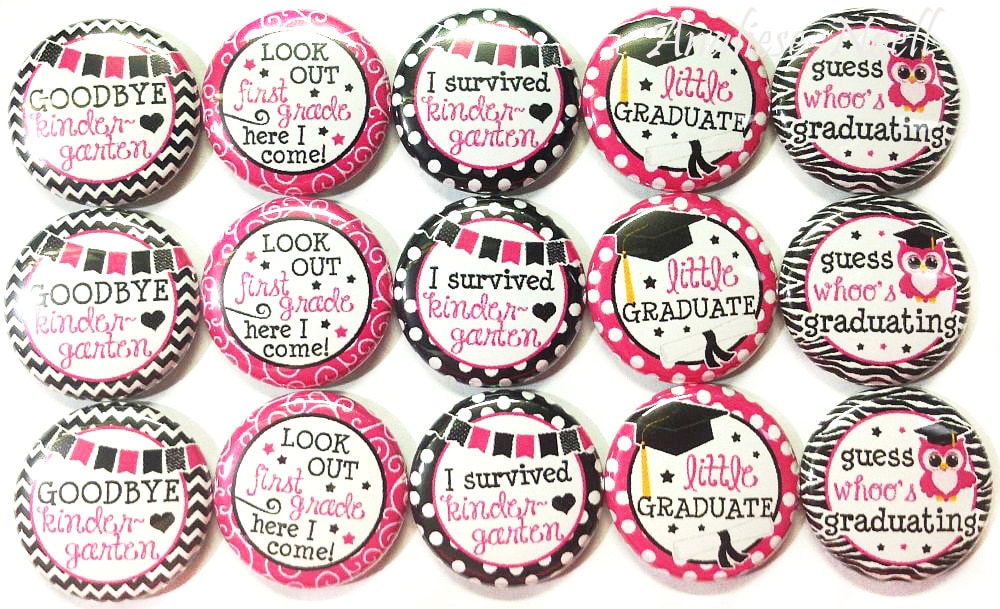 Annaliese Noell
GOODBYE
kinder~
garten
LOOK
OUT
first grade
here I
come!
I survived
kinder~
garten
little
GRADUATE
guess
whoo's
graduating
GOODBYE
kinder~
garten
LOOK
OUT
first grade
here I
come!
I survived
kinder~
garten
little
GRADUATE
guess
whoo's
graduating
GOODBYE
kinder~
garten
LOOK
OUT
first grade
here I
come!
I survived
kinder~
garten
little
GRADUATE
guess
whoo's
graduating